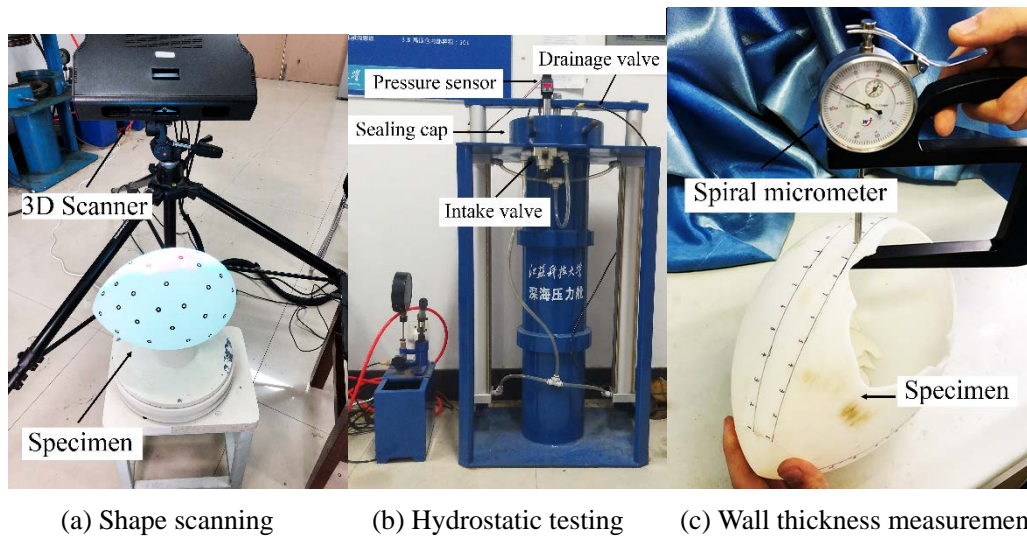 3D Scanner
Specimen
Pressure sensor
Drainage valve
Sealing cap
Intake valve
江苏科技大学
深海压力舱
Spiral micrometer
Specimen
(a) Shape scanning
(b) Hydrostatic testing
(c) Wall thickness measuremen